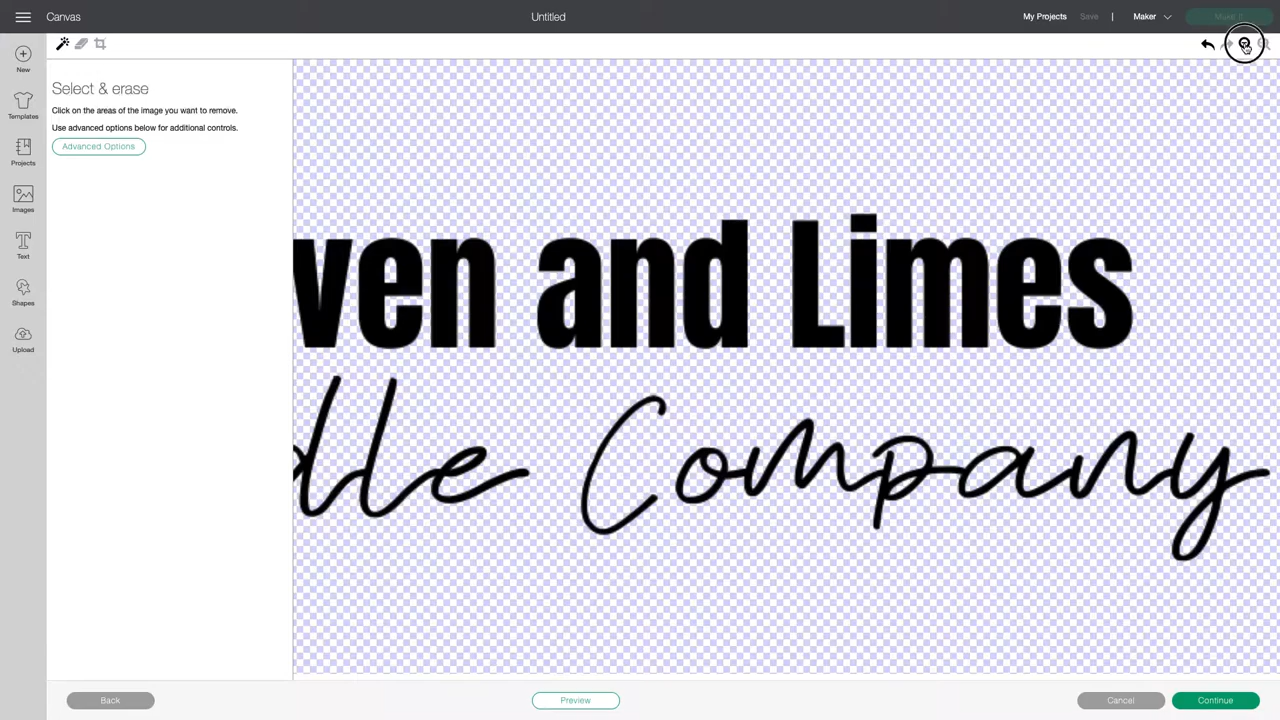 Canvas
Untitled
My Projects
Save
|
Maker
Make It
New
Templates
Projects
Images
Text
Shapes
Upload
Select & erase
Click on the areas of the image you want to remove.
Use advanced options below for additional controls.
Advanced Options
ven and Limes
dle Company
Back
Preview
Cancel
Continue